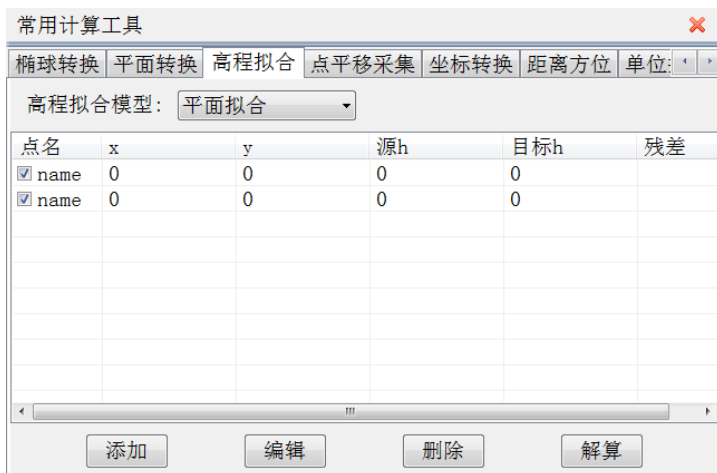 常用计算工具
椭球转换 平面转换 高程拟合 点平移采集 坐标转换 距离方位 单位
高程拟合模型: 平面拟合
点名 x y 源h 目标h 残差
name 0 0 0 0
name 0 0 0 0
添加 编辑 删除 解算